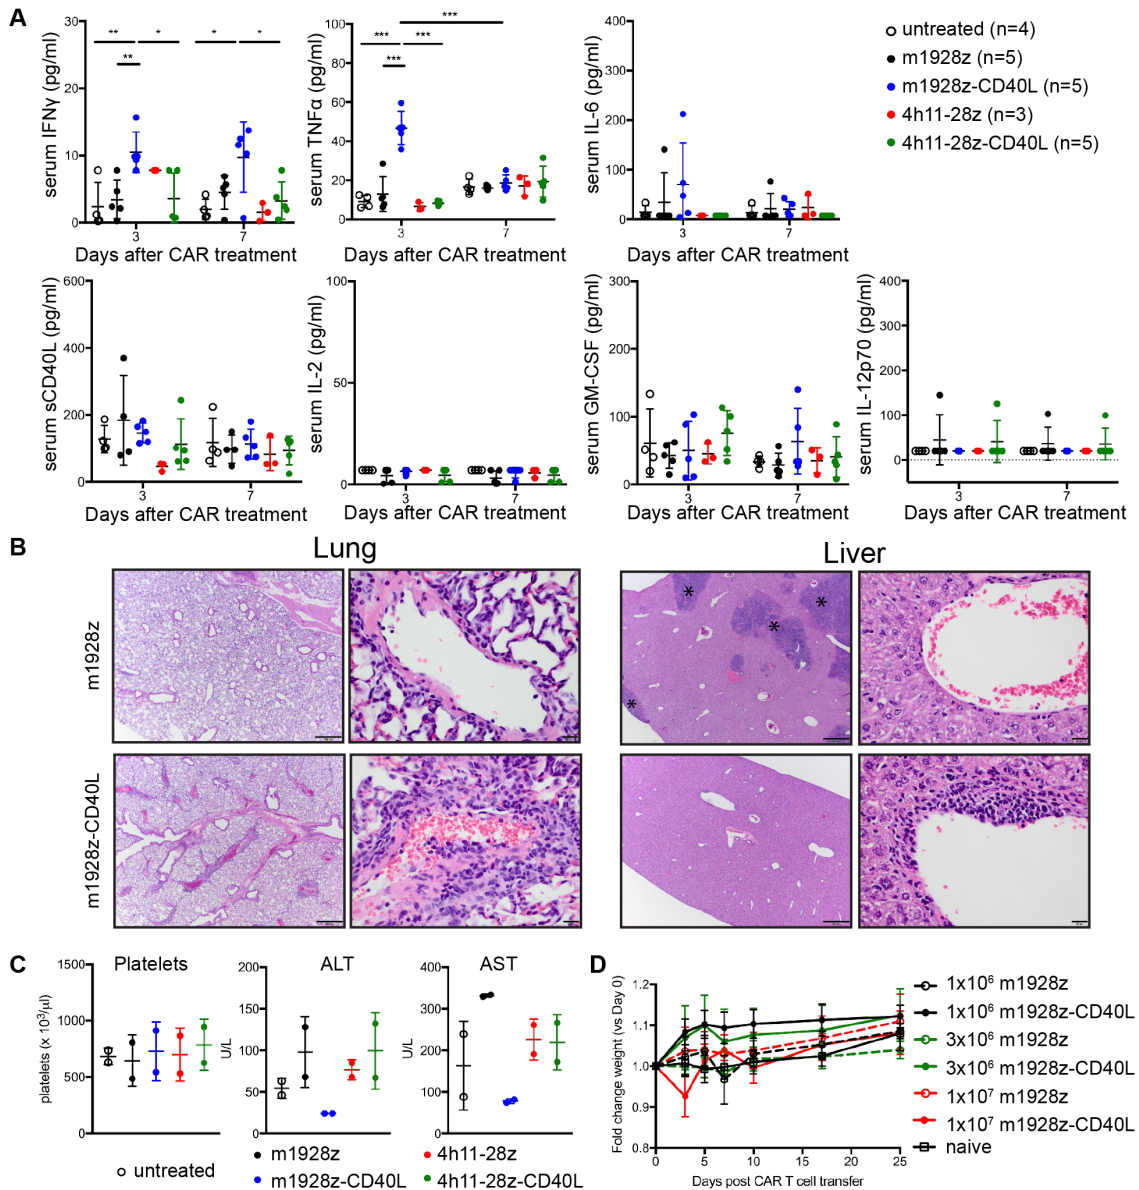 A
serum IFNγ (pg/ml)
30
20
10
0
** * * *
**
3 7
Days after CAR treatment
serum TNFα (pg/ml)
100
80
60
40
20
0
***
*** ***
***
3 7
Days after CAR treatment
serum IL-6 (pg/ml)
400
300
200
100
0
3 7
Days after CAR treatment
untreated (n=4)
m1928z (n=5)
m1928z-CD40L (n=5)
4h11-28z (n=3)
4h11-28z-CD40L (n=5)
serum sCD40L (pg/ml)
600
400
200
0
3 7
Days after CAR treatment
serum IL-2 (pg/ml)
100
50
0
3 7
Days after CAR treatment
serum GM-CSF (pg/ml)
300
200
100
0
3 7
Days after CAR treatment
serum IL-12p70 (pg/ml)
400
300
200
100
0
3 7
Days after CAR treatment
B
Lung Liver
m1928z
* * * *
m1928z-CD40L
C
Platelets
platelets (x 10³/µl)
1500
1000
500
0
ALT
U/L
200
150
100
50
0
AST
U/L
400
300
200
100
0
untreated
m1928z
m1928z-CD40L
4h11-28z
4h11-28z-CD40L
D
Fold change weight (vs Day 0)
1.2
1.1
1.0
0.9
0.8
0 5 10 15 20 25
Days post CAR T cell transfer
1x10⁶ m1928z
1x10⁶ m1928z-CD40L
3x10⁶ m1928z
3x10⁶ m1928z-CD40L
1x10⁷ m1928z
1x10⁷ m1928z-CD40L
naive